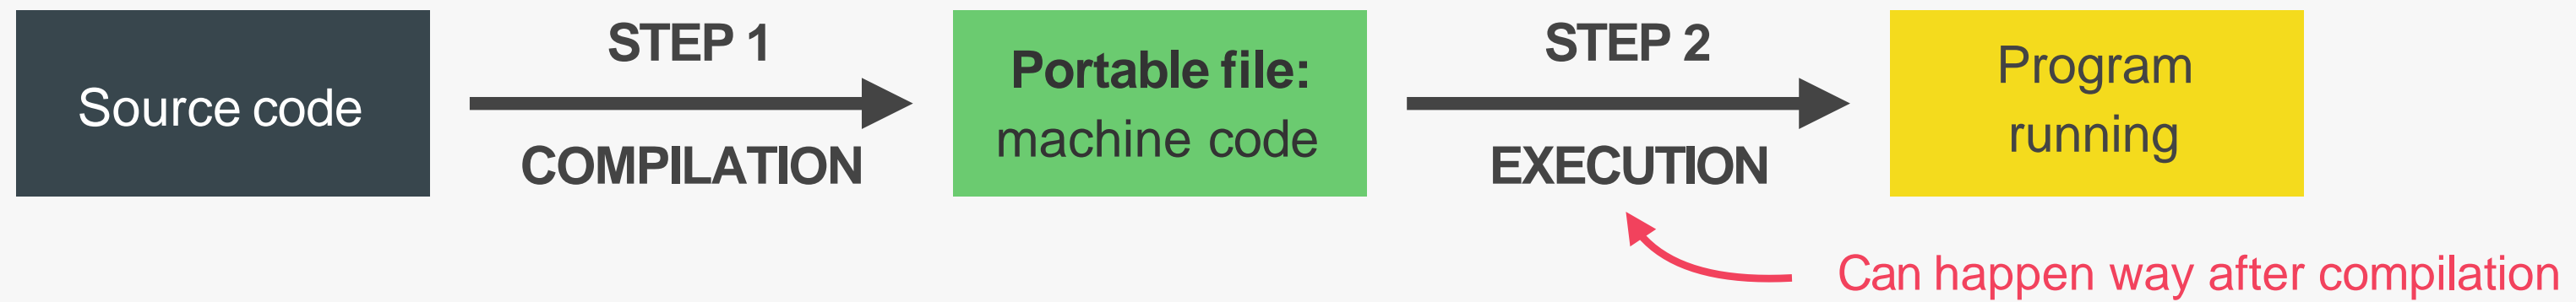 Source code
STEP 1
COMPILATION
Portable file:
machine code
STEP 2
EXECUTION
Program
running
Can happen way after compilation